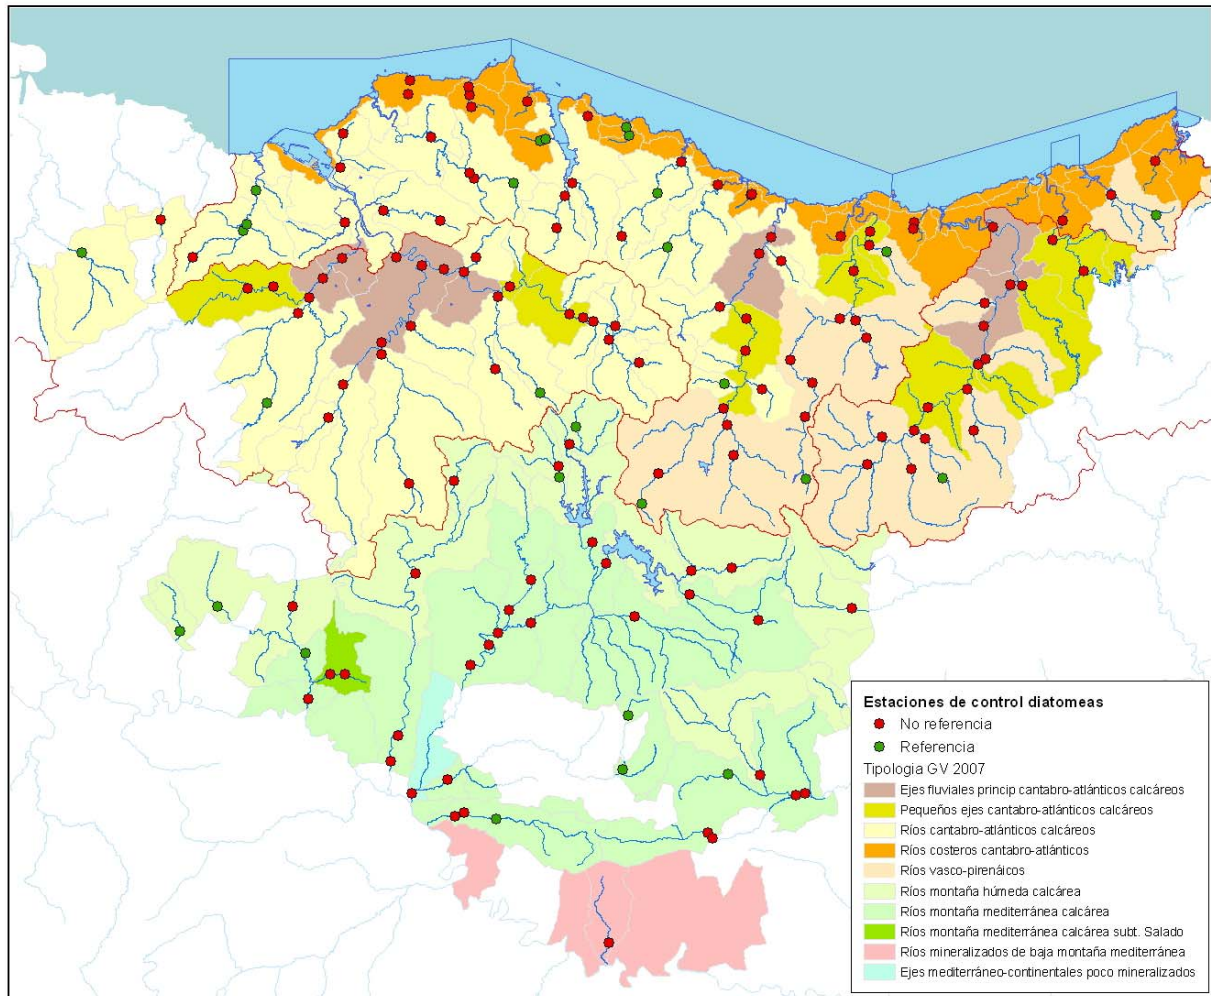 Estaciones de control diatomeas
No referencia
Referencia
Tipologia GV 2007
Ejes fluviales princip cantabro-atlánticos calcáreos
Pequeños ejes cantabro-atlánticos calcáreos
Ríos cantabro-atlánticos calcáreos
Ríos costeros cantabro-atlánticos
Ríos vasco-pirenáicos
Ríos montaña húmeda calcárea
Ríos montaña mediterránea calcárea
Ríos montaña mediterránea calcárea subt. Salado
Ríos mineralizados de baja montaña mediterránea
Ejes mediterráneo-continentales poco mineralizados